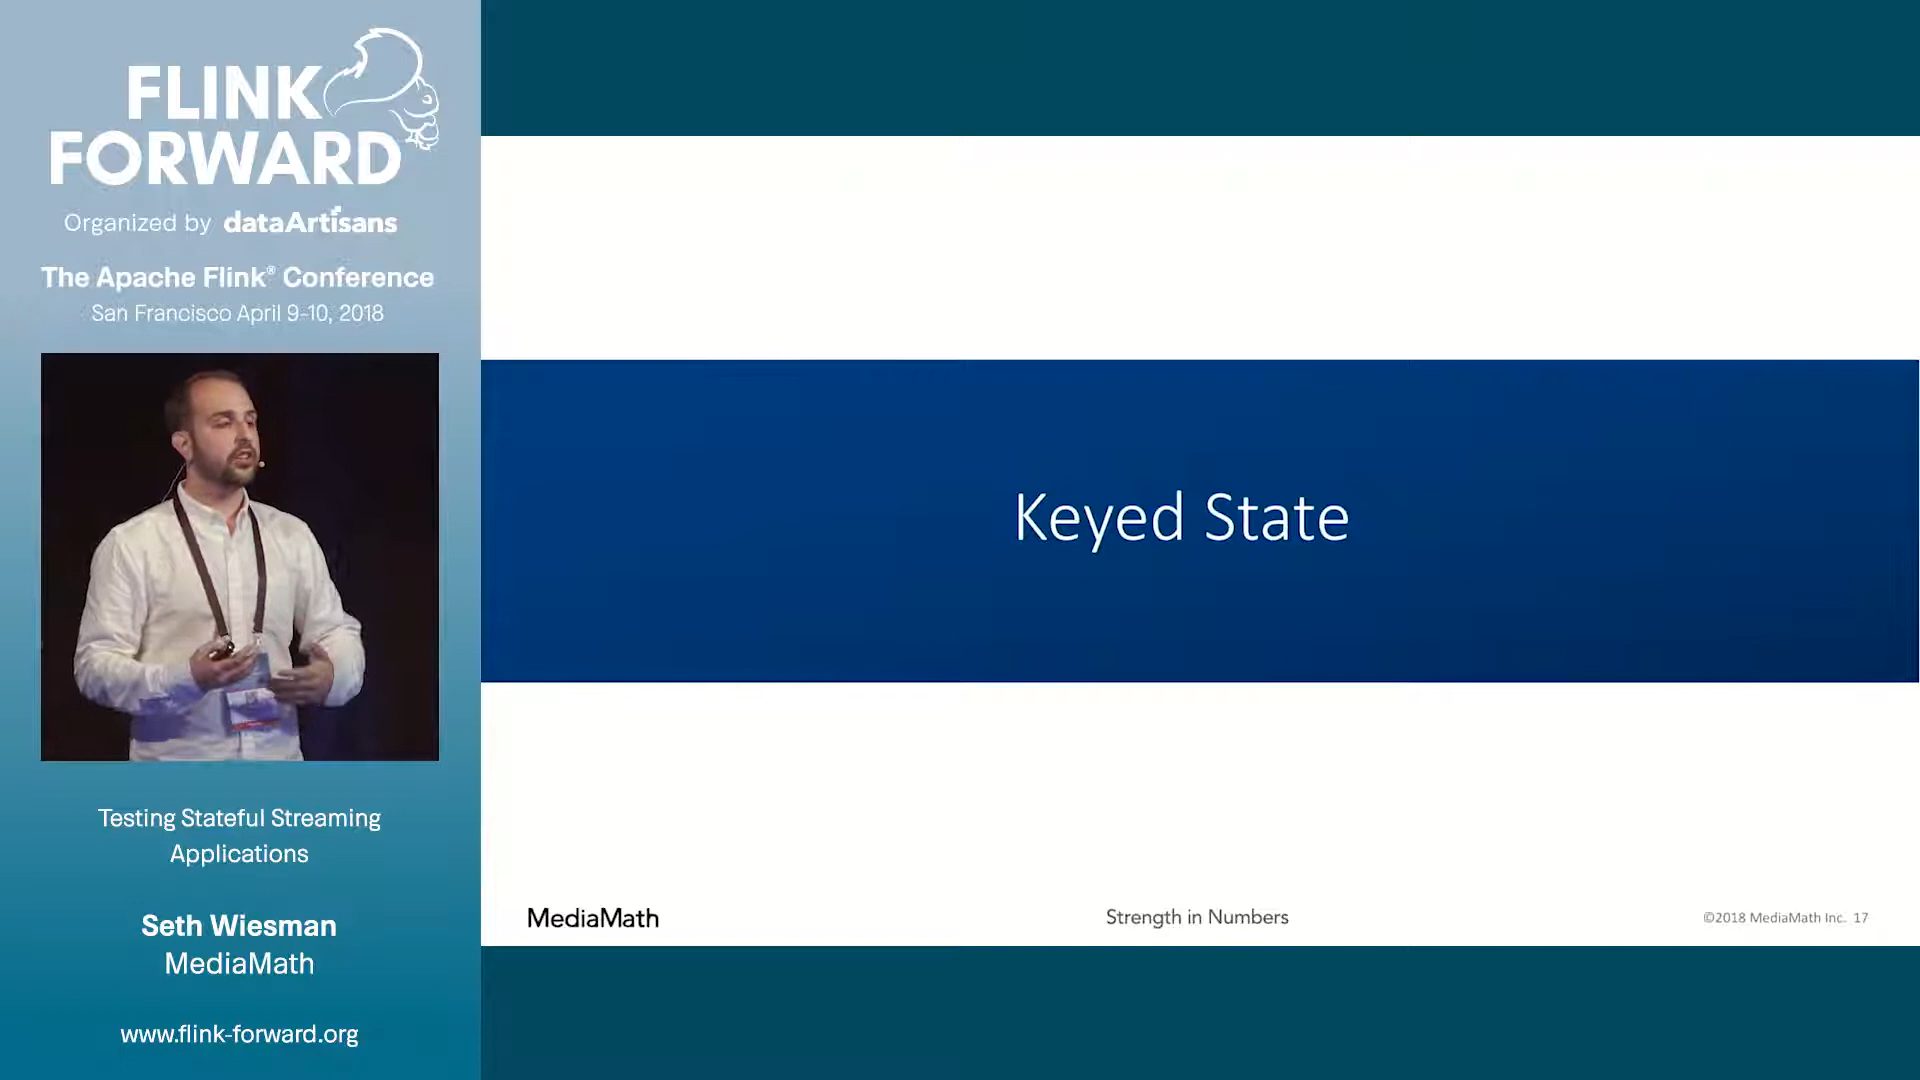 FLINK
FORWARD
Organized by dataArtisans
The Apache Flink® Conference
San Francisco April 9-10, 2018
Testing Stateful Streaming
Applications
Seth Wiesman
MediaMath
www.flink-forward.org
Keyed State
MediaMath
Strength in Numbers
©2018 MediaMath Inc. 17